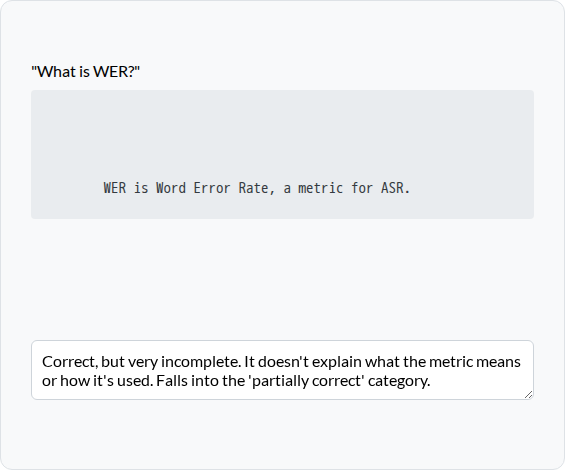 "What is WER?"
WER is Word Error Rate, a metric for ASR.
Correct, but very incomplete. It doesn't explain what the metric means
or how it's used. Falls into the 'partially correct' category.